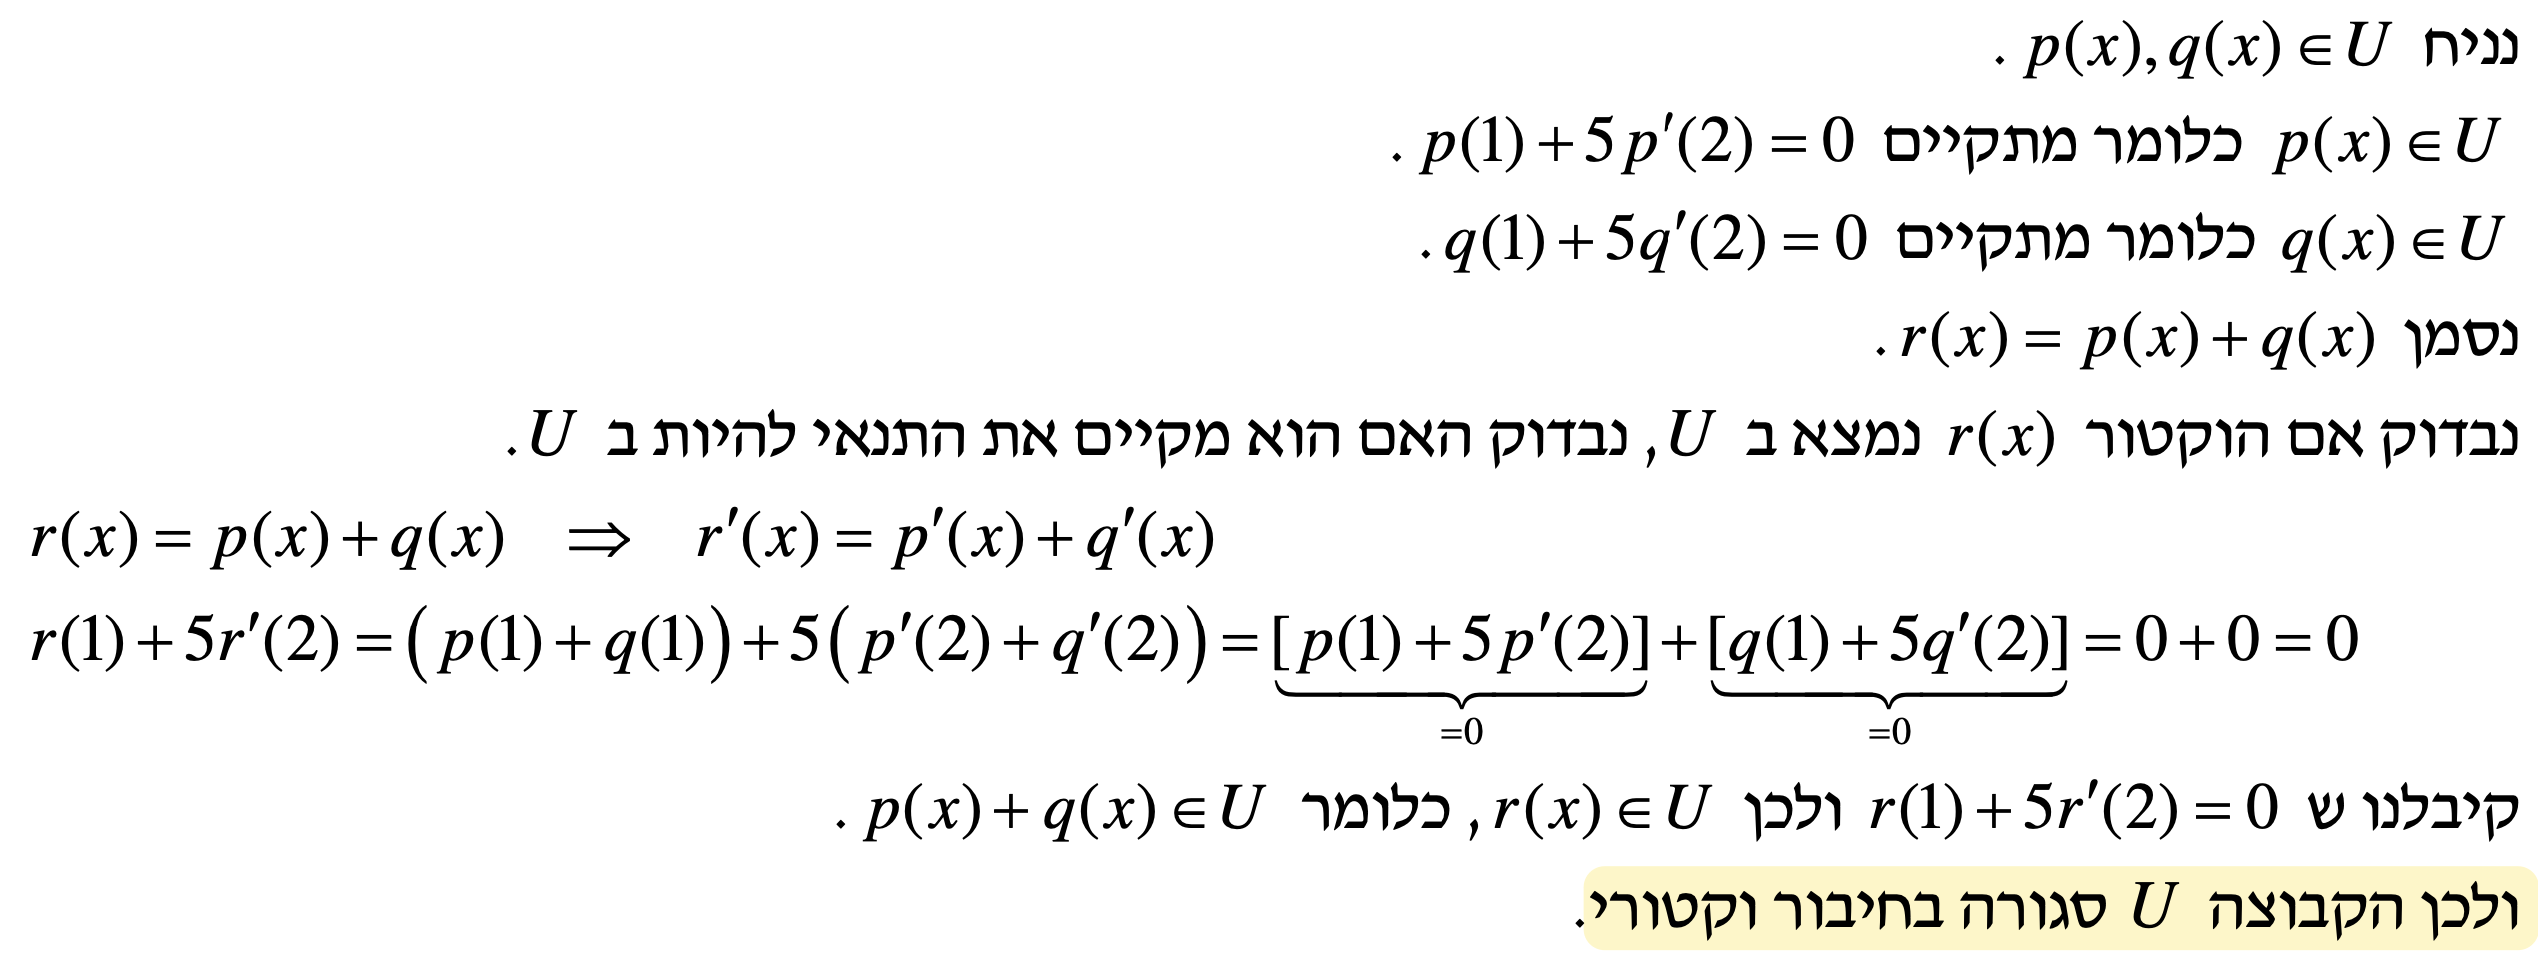 נניח p(x), q(x) ∈ U .
p(x) ∈ U כלומר מתקיים p(1) + 5p′(2) = 0 .
q(x) ∈ U כלומר מתקיים q(1) + 5q′(2) = 0 .
נסמן r(x) = p(x) + q(x) .
נבדוק אם הוקטור r(x) נמצא ב U , נבדוק האם הוא מקיים את התנאי להיות ב U .
r(x) = p(x) + q(x) ⇒ r′(x) = p′(x) + q′(x)
r(1) + 5r′(2) = (p(1) + q(1)) + 5(p′(2) + q′(2)) = [p(1) + 5p′(2)] + [q(1) + 5q′(2)] = 0 + 0 = 0
=0 =0
קיבלנו ש r(1) + 5r′(2) = 0 ולכן r(x) ∈ U , כלומר p(x) + q(x) ∈ U .
ולכן הקבוצה U סגורה בחיבור וקטורי.